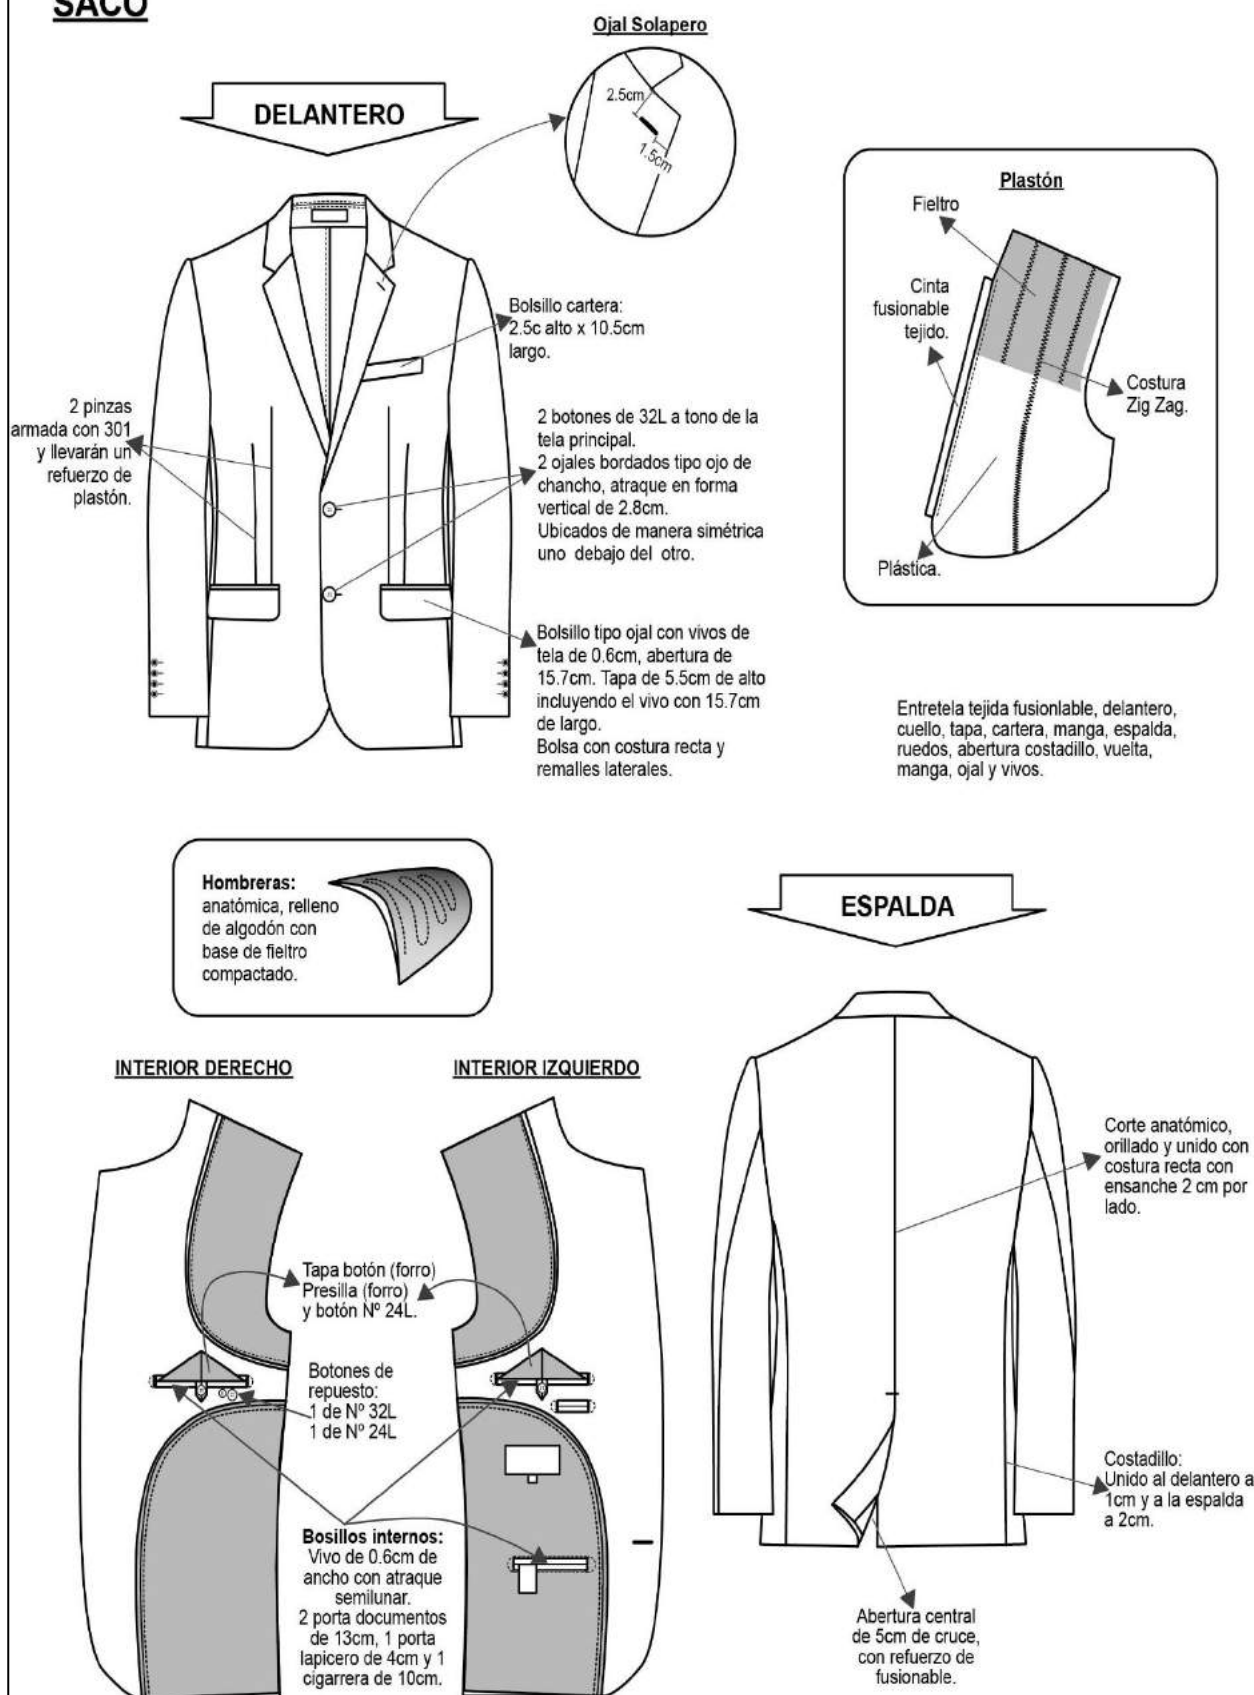 SACO
Ojal Solapero
2.5cm
1.5cm
DELANTERO
Plastón
Fieltro
Cinta
fusionable
tejido.
Costura
Zig Zag.
Plástica.
Bolsillo cartera:
2.5c alto x 10.5cm
largo.
2 pinzas
armada con 301
y llevarán un
refuerzo de
plastón.
2 botones de 32L a tono de la
tela principal.
2 ojales bordados tipo ojo de
chancho, atraque en forma
vertical de 2.8cm.
Ubicados de manera simétrica
uno debajo del otro.
Bolsillo tipo ojal con vivos de
tela de 0.6cm, abertura de
15.7cm. Tapa de 5.5cm de alto
incluyendo el vivo con 15.7cm
de largo.
Bolsa con costura recta y
remalles laterales.
Entretela tejida fusionlable, delantero,
cuello, tapa, cartera, manga, espalda,
ruedos, abertura costadillo, vuelta,
manga, ojal y vivos.
Hombreras:
anatómica, relleno
de algodón con
base de fieltro
compactado.
ESPALDA
INTERIOR DERECHO
INTERIOR IZQUIERDO
Tapa botón (forro)
Presilla (forro)
y botón Nº 24L.
Botones de
repuesto:
1 de Nº 32L
1 de Nº 24L
Bosillos internos:
Vivo de 0.6cm de
ancho con atraque
semilunar.
2 porta documentos
de 13cm, 1 porta
lapicero de 4cm y 1
cigarrera de 10cm.
Corte anatómico,
orillado y unido con
costura recta con
ensanche 2 cm por
lado.
Costadillo:
Unido al delantero a
1cm y a la espalda
a 2cm.
Abertura central
de 5cm de cruce,
con refuerzo de
fusionable.